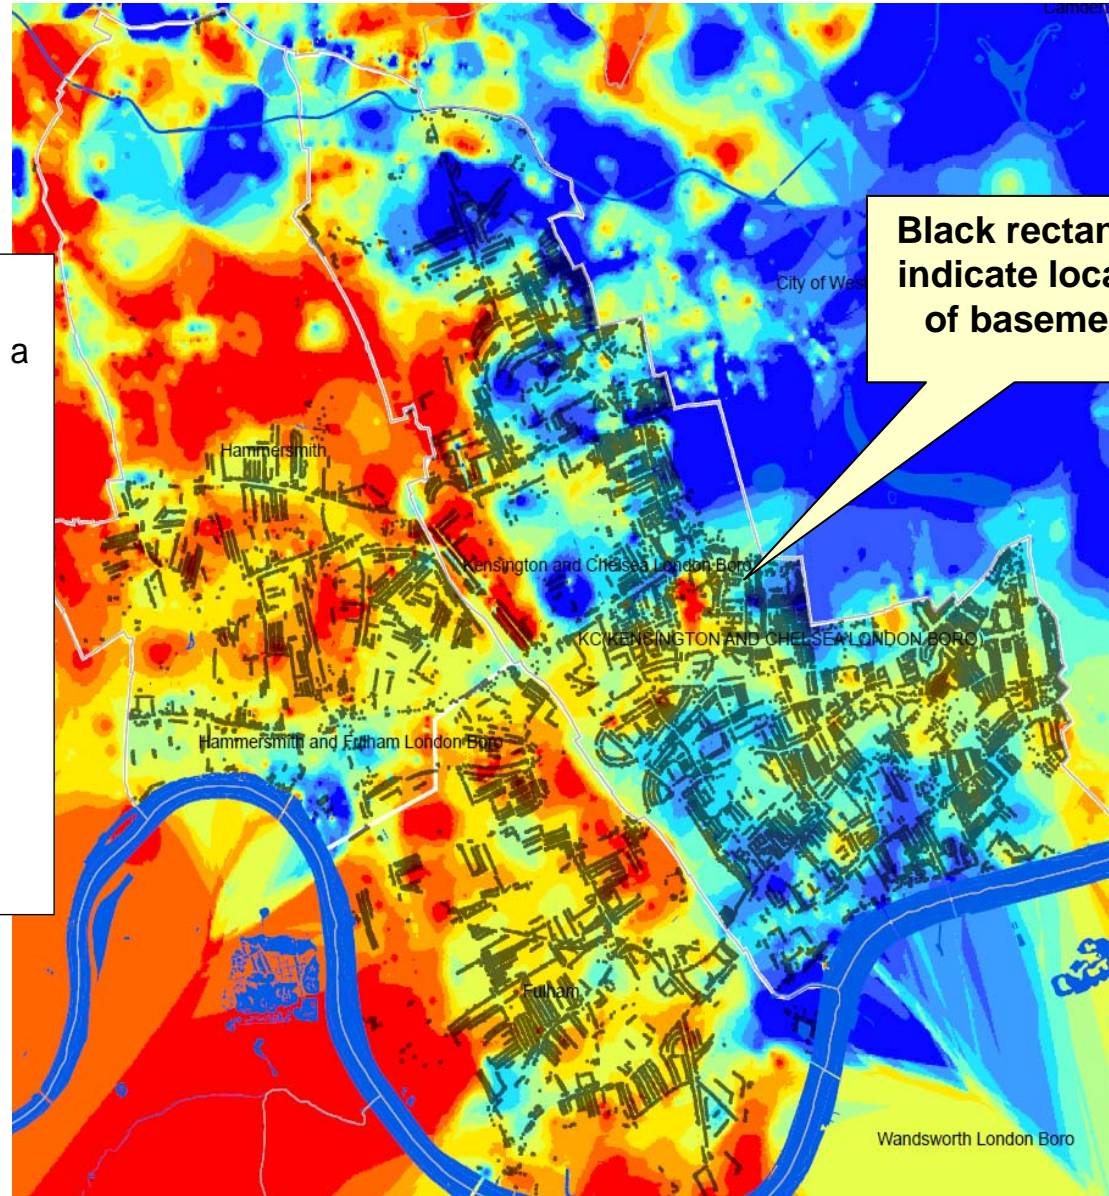 Camden
City of Wes
Black rectan
indicate loca
of baseme
a
Hammersmith
Kensington and Chelsea London Boro
KC(KENSINGTON AND CHELSEA LONDON BORO)
Hammersmith and Fulham London Boro
Fulham
Wandsworth London Boro